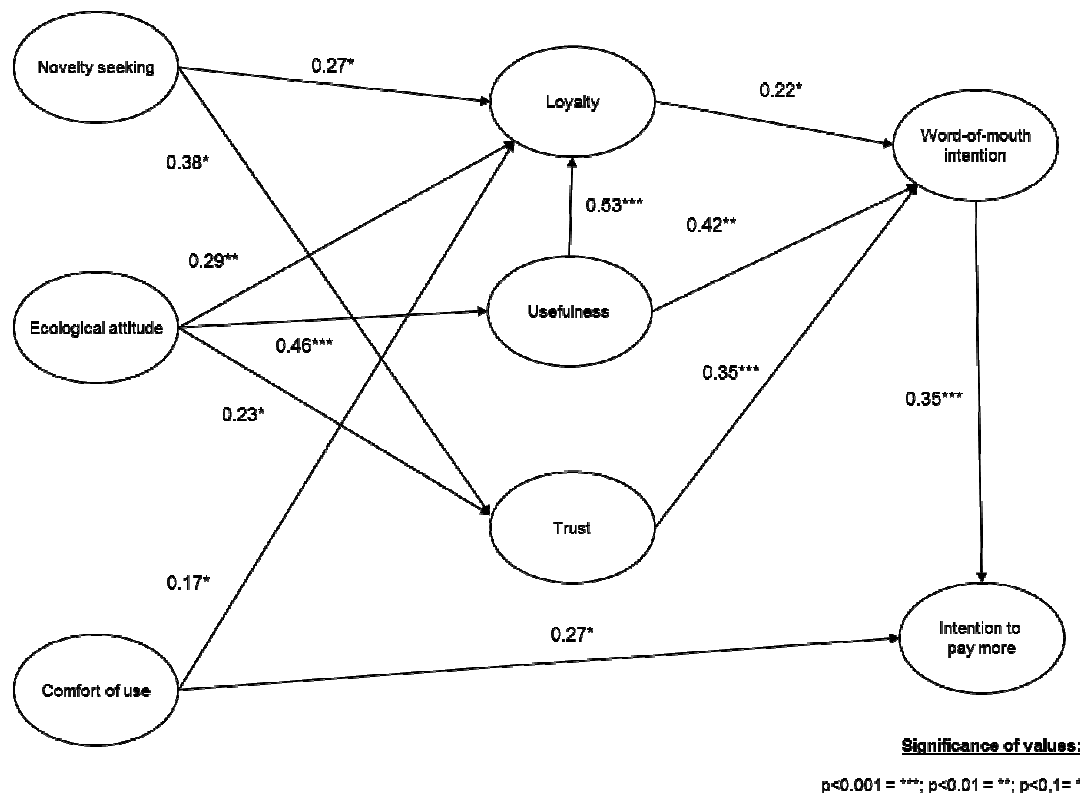 Novelty seeking
0.27*
Loyalty
0.22*
Word-of-mouth
intention
0.38*
0.53***
0.42**
0.29**
Ecological attitude
Usefulness
0.46***
0.35***
0.35***
0.23*
Trust
0.17*
0.27*
Intention to
pay more
Comfort of use
Significance of values:
p<0.001 = ***; p<0.01 = **; p<0,1= *